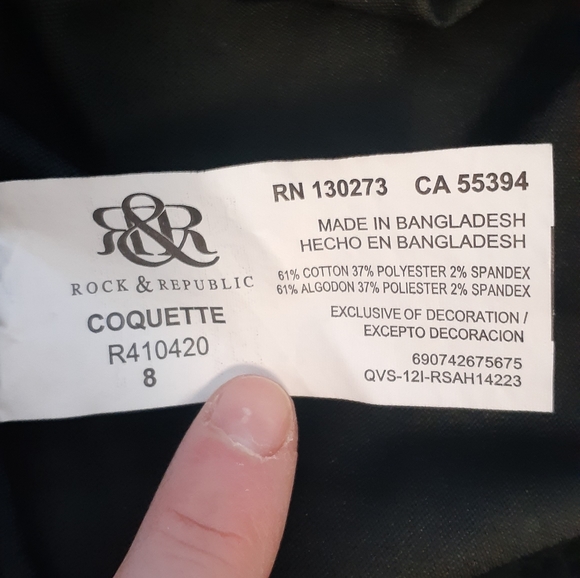 R&R
ROCK & REPUBLIC
COQUETTE
R410420
8
RN 130273 CA 55394
MADE IN BANGLADESH
HECHO EN BANGLADESH
61% COTTON 37% POLYESTER 2% SPANDEX
61% ALGODON 37% POLIESTER 2% SPANDEX
EXCLUSIVE OF DECORATION /
EXCEPTO DECORACION
690742675675
QVS-12I-RSAH14223